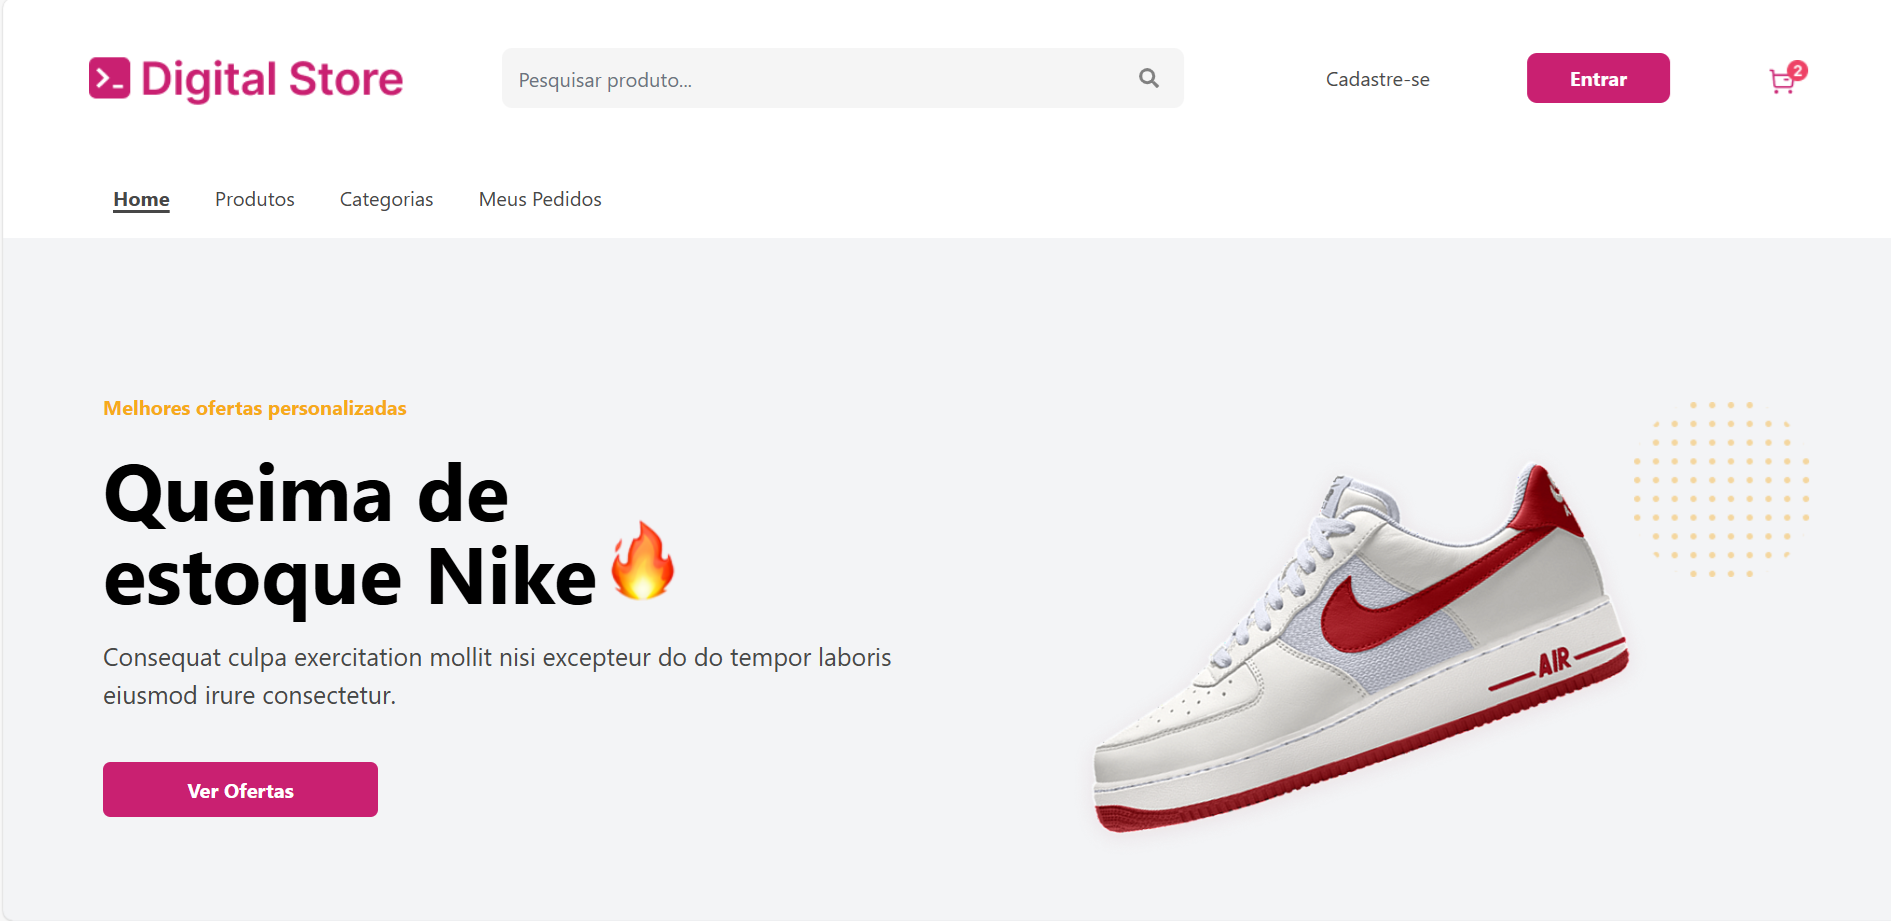 Digital Store
Pesquisar produto...
Cadastre-se
Entrar
2
Home
Produtos
Categorias
Meus Pedidos
Melhores ofertas personalizadas
Queima de
estoque Nike🔥
Consequat culpa exercitation mollit nisi excepteur do do tempor laboris
eiusmod irure consectetur.
Ver Ofertas
AIR